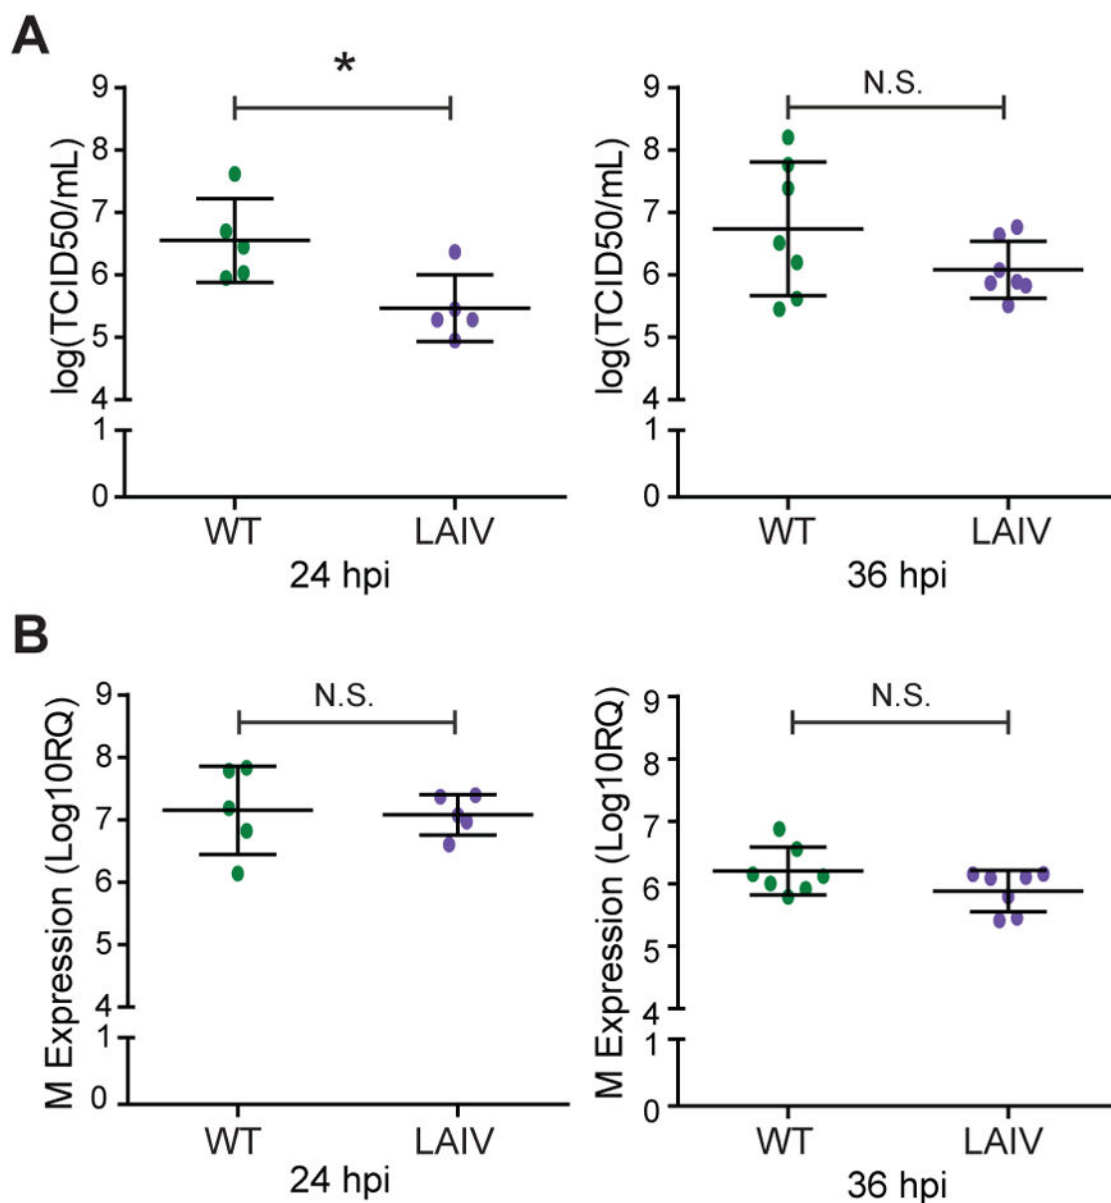 A
*
N.S.
log(TCID50/mL)
9
8
7
6
5
4
1
0
WT
LAIV
24 hpi
log(TCID50/mL)
9
8
7
6
5
4
1
0
WT
LAIV
36 hpi
B
N.S.
N.S.
M Expression (Log10RQ)
9
8
7
6
5
4
1
0
WT
LAIV
24 hpi
M Expression (Log10RQ)
9
8
7
6
5
4
1
0
WT
LAIV
36 hpi